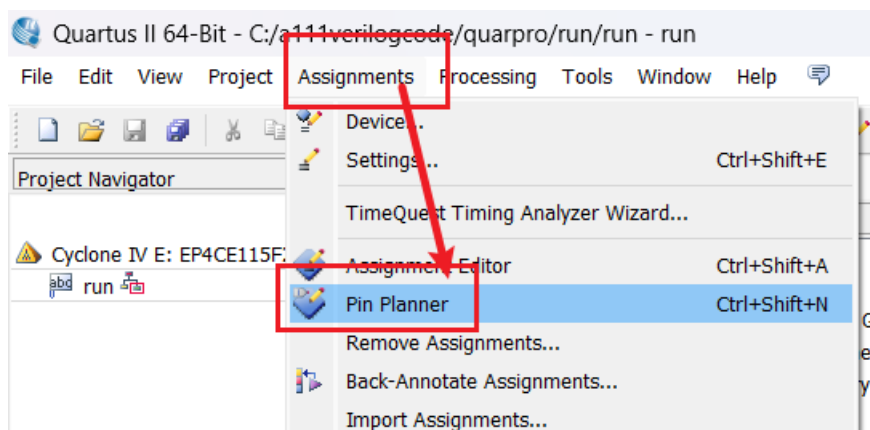 Quartus II 64-Bit - C:/a111verilogcode/quarpro/run/run - run
File Edit View Project Assignments Processing Tools Window Help
Device...
Settings... Ctrl+Shift+E
Project Navigator
TimeQuest Timing Analyzer Wizard...
Cyclone IV E: EP4CE115F
Assignment Editor Ctrl+Shift+A
abd run
Pin Planner Ctrl+Shift+N
Remove Assignments...
Back-Annotate Assignments...
Import Assignments...